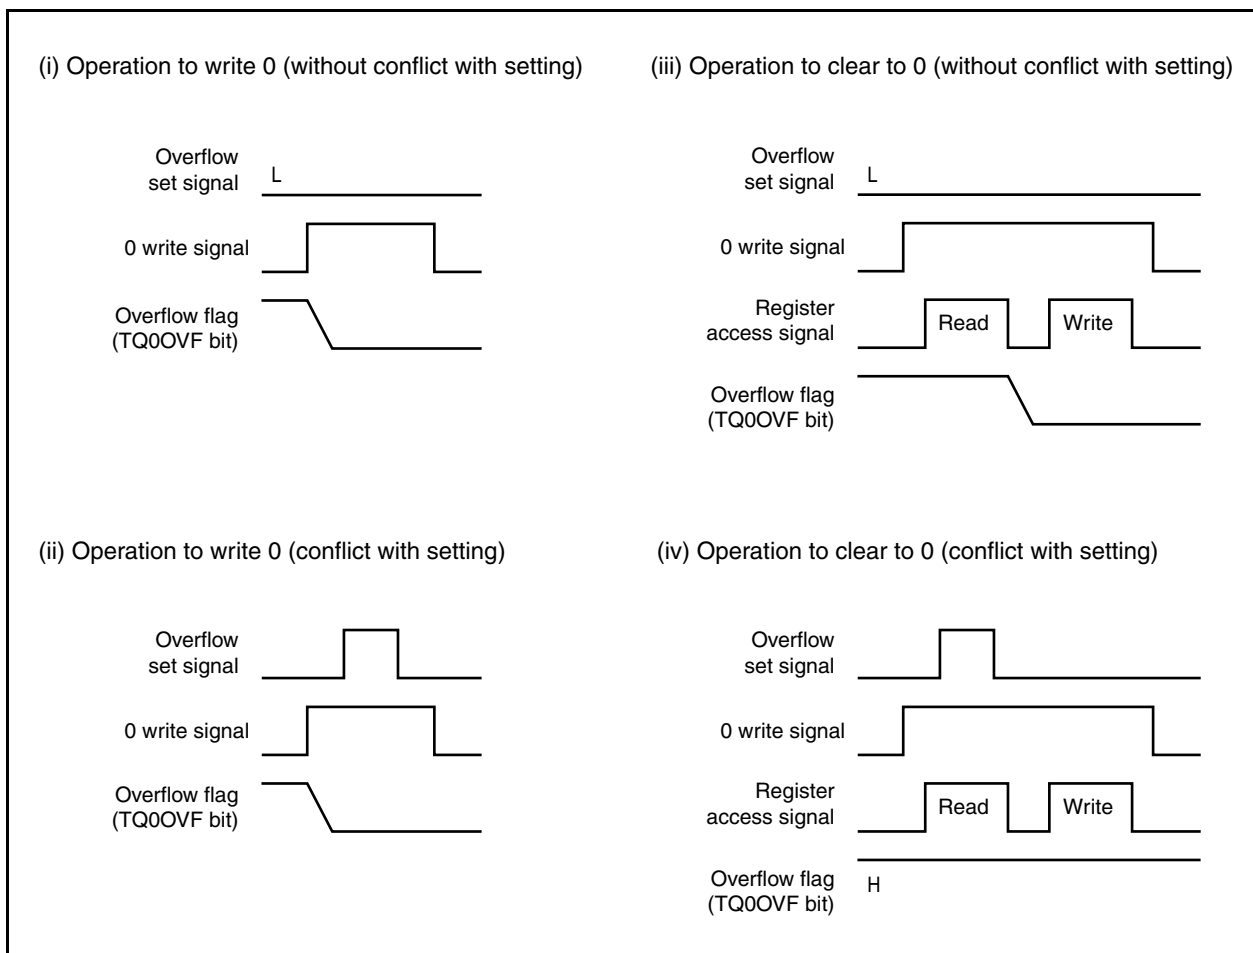 (i) Operation to write 0 (without conflict with setting)
Overflow
set signal
L
0 write signal
Overflow flag
(TQ0OVF bit)
(iii) Operation to clear to 0 (without conflict with setting)
Overflow
set signal
L
0 write signal
Register
access signal
Read
Write
Overflow flag
(TQ0OVF bit)
(ii) Operation to write 0 (conflict with setting)
Overflow
set signal
0 write signal
Overflow flag
(TQ0OVF bit)
(iv) Operation to clear to 0 (conflict with setting)
Overflow
set signal
0 write signal
Register
access signal
Read
Write
Overflow flag
(TQ0OVF bit)
H